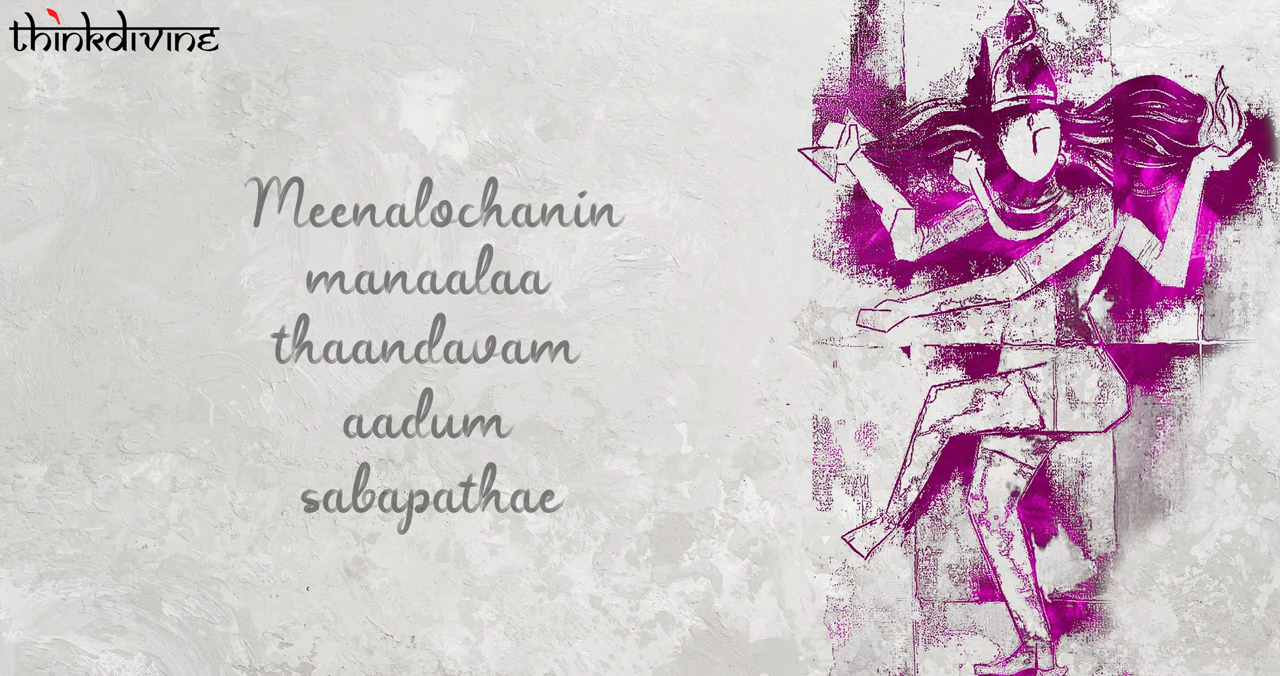 thinkdivine
Meenalochanin
manaalaa
thaandavam
aadum
sabapathae